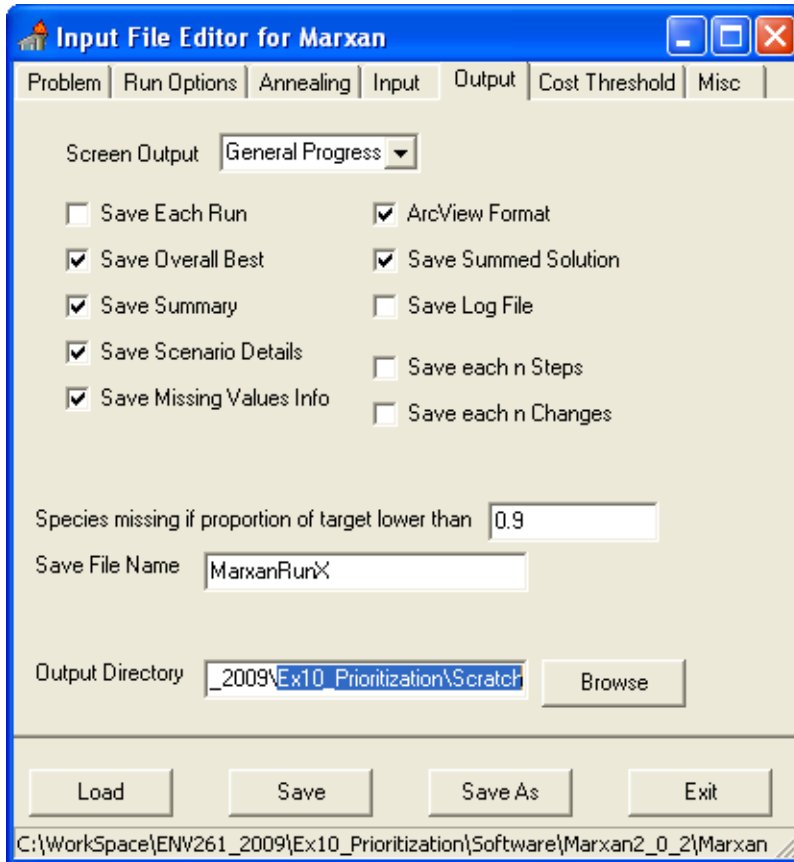 Input File Editor for Marxan
Problem Run Options Annealing Input Output Cost Threshold Misc
Screen Output General Progress
Save Each Run ArcView Format
Save Overall Best Save Summed Solution
Save Summary Save Log File
Save Scenario Details
Save each n Steps
Save Missing Values Info
Save each n Changes
Species missing if proportion of target lower than 0.9
Save File Name MarxanRunX
Output Directory _2009\Ex10_Prioritization\Scratch Browse
Load Save Save As Exit
C:\WorkSpace\ENV261_2009\Ex10_Prioritization\Software\Marxan2_0_2\Marxan